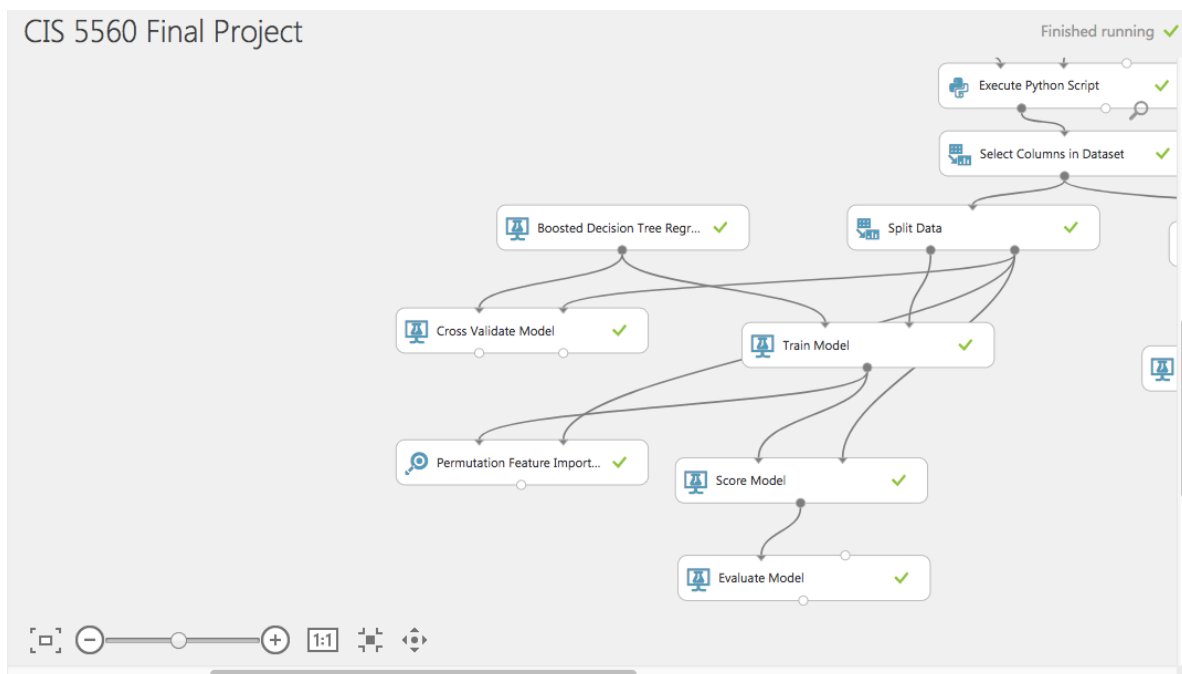 CIS 5560 Final Project
Finished running
Execute Python Script
Select Columns in Dataset
Boosted Decision Tree Regr...
Split Data
Cross Validate Model
Train Model
Permutation Feature Import...
Score Model
Evaluate Model
1:1